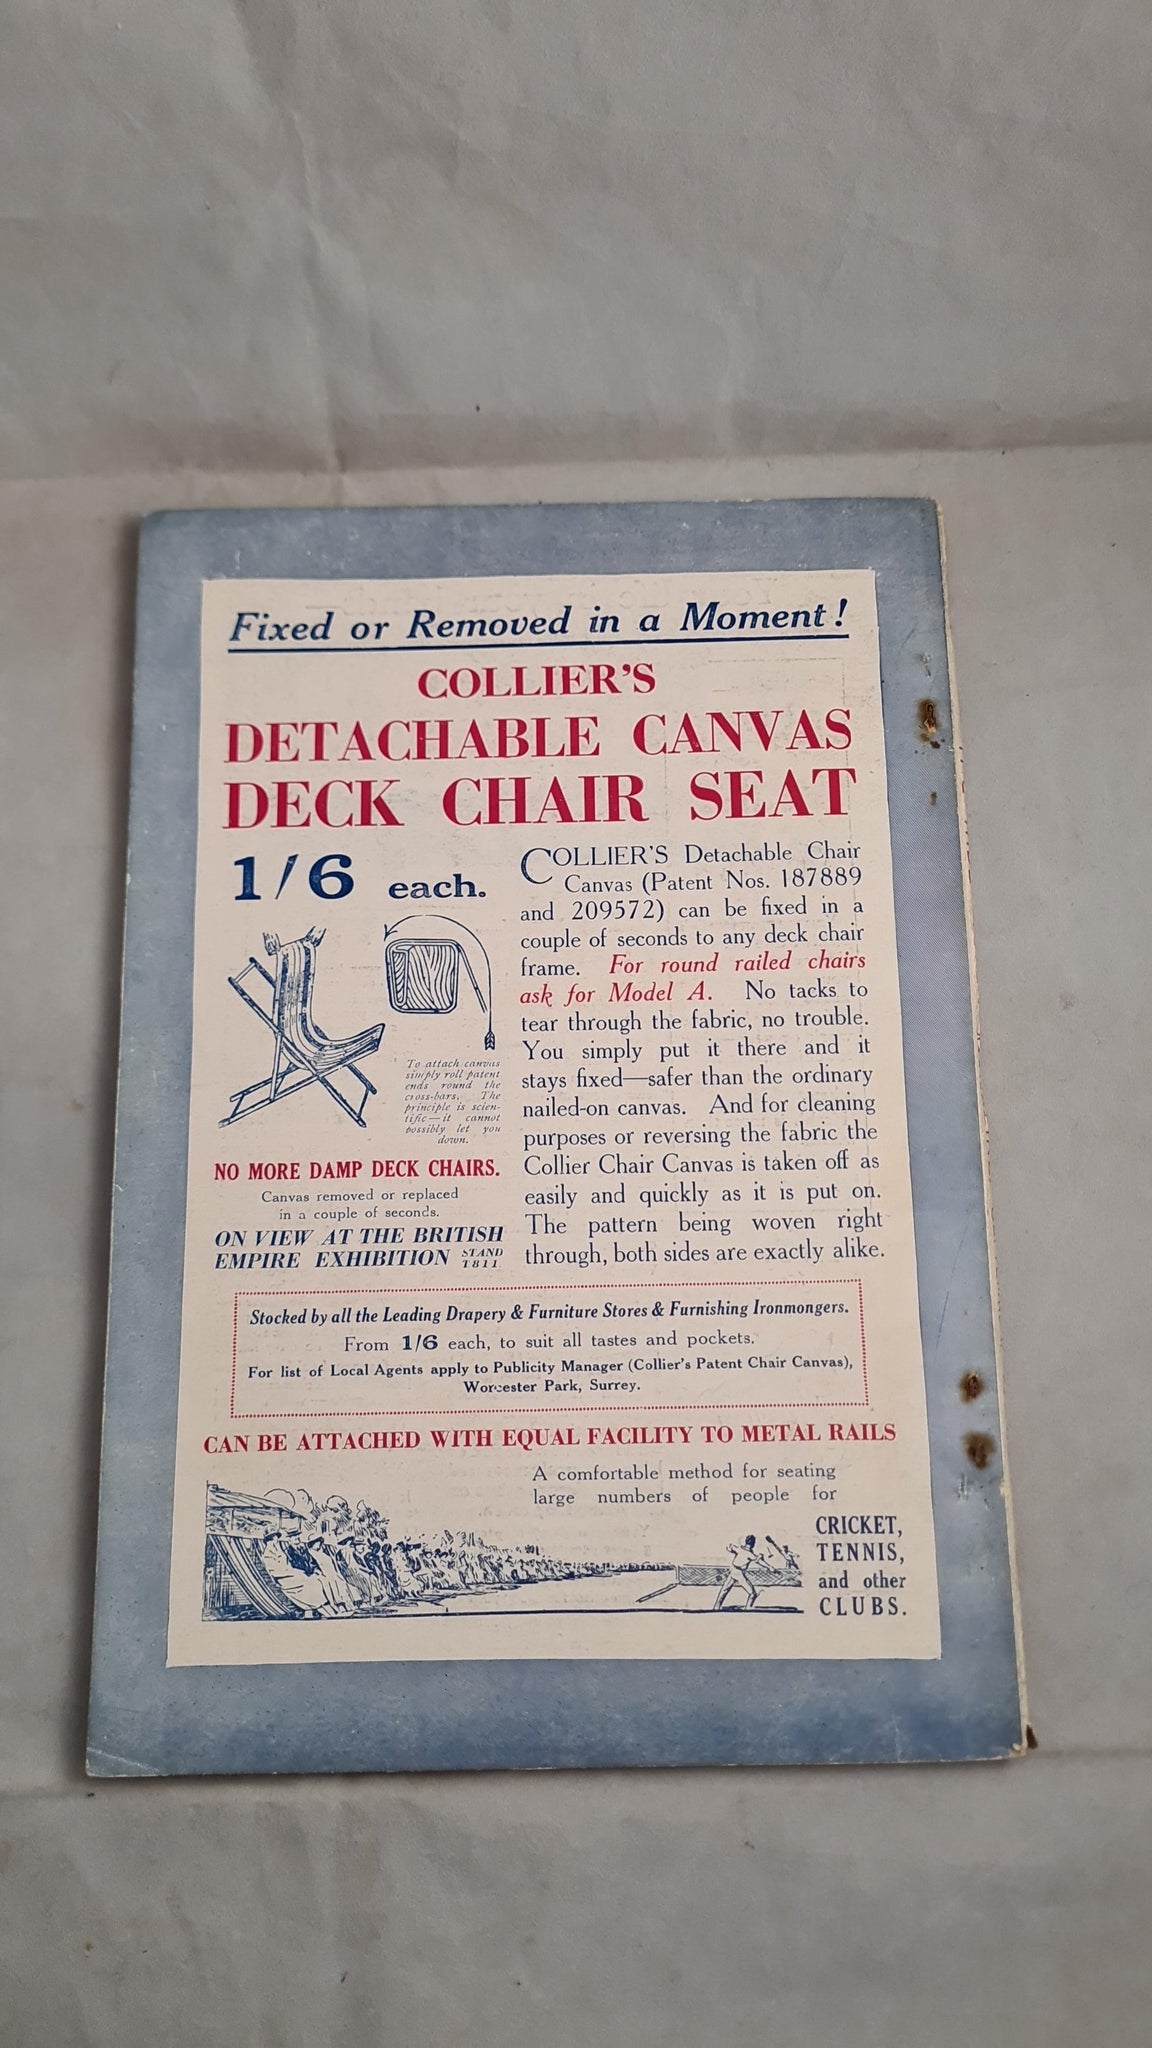 Fixed or Removed in a Moment!
COLLIER'S
DETACHABLE CANVAS
DECK CHAIR SEAT
1/6 each.
To attach canvas
simply roll patent
ends round the
cross-bars. The
principle is scien-
tific—it cannot
possibly let you
down.
NO MORE DAMP DECK CHAIRS.
Canvas removed or replaced
in a couple of seconds.
ON VIEW AT THE BRITISH
EMPIRE EXHIBITION STAND
T811
COLLIER'S Detachable Chair
Canvas (Patent Nos. 187889
and 209572) can be fixed in a
couple of seconds to any deck chair
frame. For round railed chairs
ask for Model A. No tacks to
tear through the fabric, no trouble.
You simply put it there and it
stays fixed—safer than the ordinary
nailed-on canvas. And for cleaning
purposes or reversing the fabric the
Collier Chair Canvas is taken off as
easily and quickly as it is put on.
The pattern being woven right
through, both sides are exactly alike.
Stocked by all the Leading Drapery & Furniture Stores & Furnishing Ironmongers.
From 1/6 each, to suit all tastes and pockets.
For list of Local Agents apply to Publicity Manager (Collier's Patent Chair Canvas),
Worcester Park, Surrey.
CAN BE ATTACHED WITH EQUAL FACILITY TO METAL RAILS
A comfortable method for seating
large numbers of people for
CRICKET,
TENNIS,
and other
CLUBS.